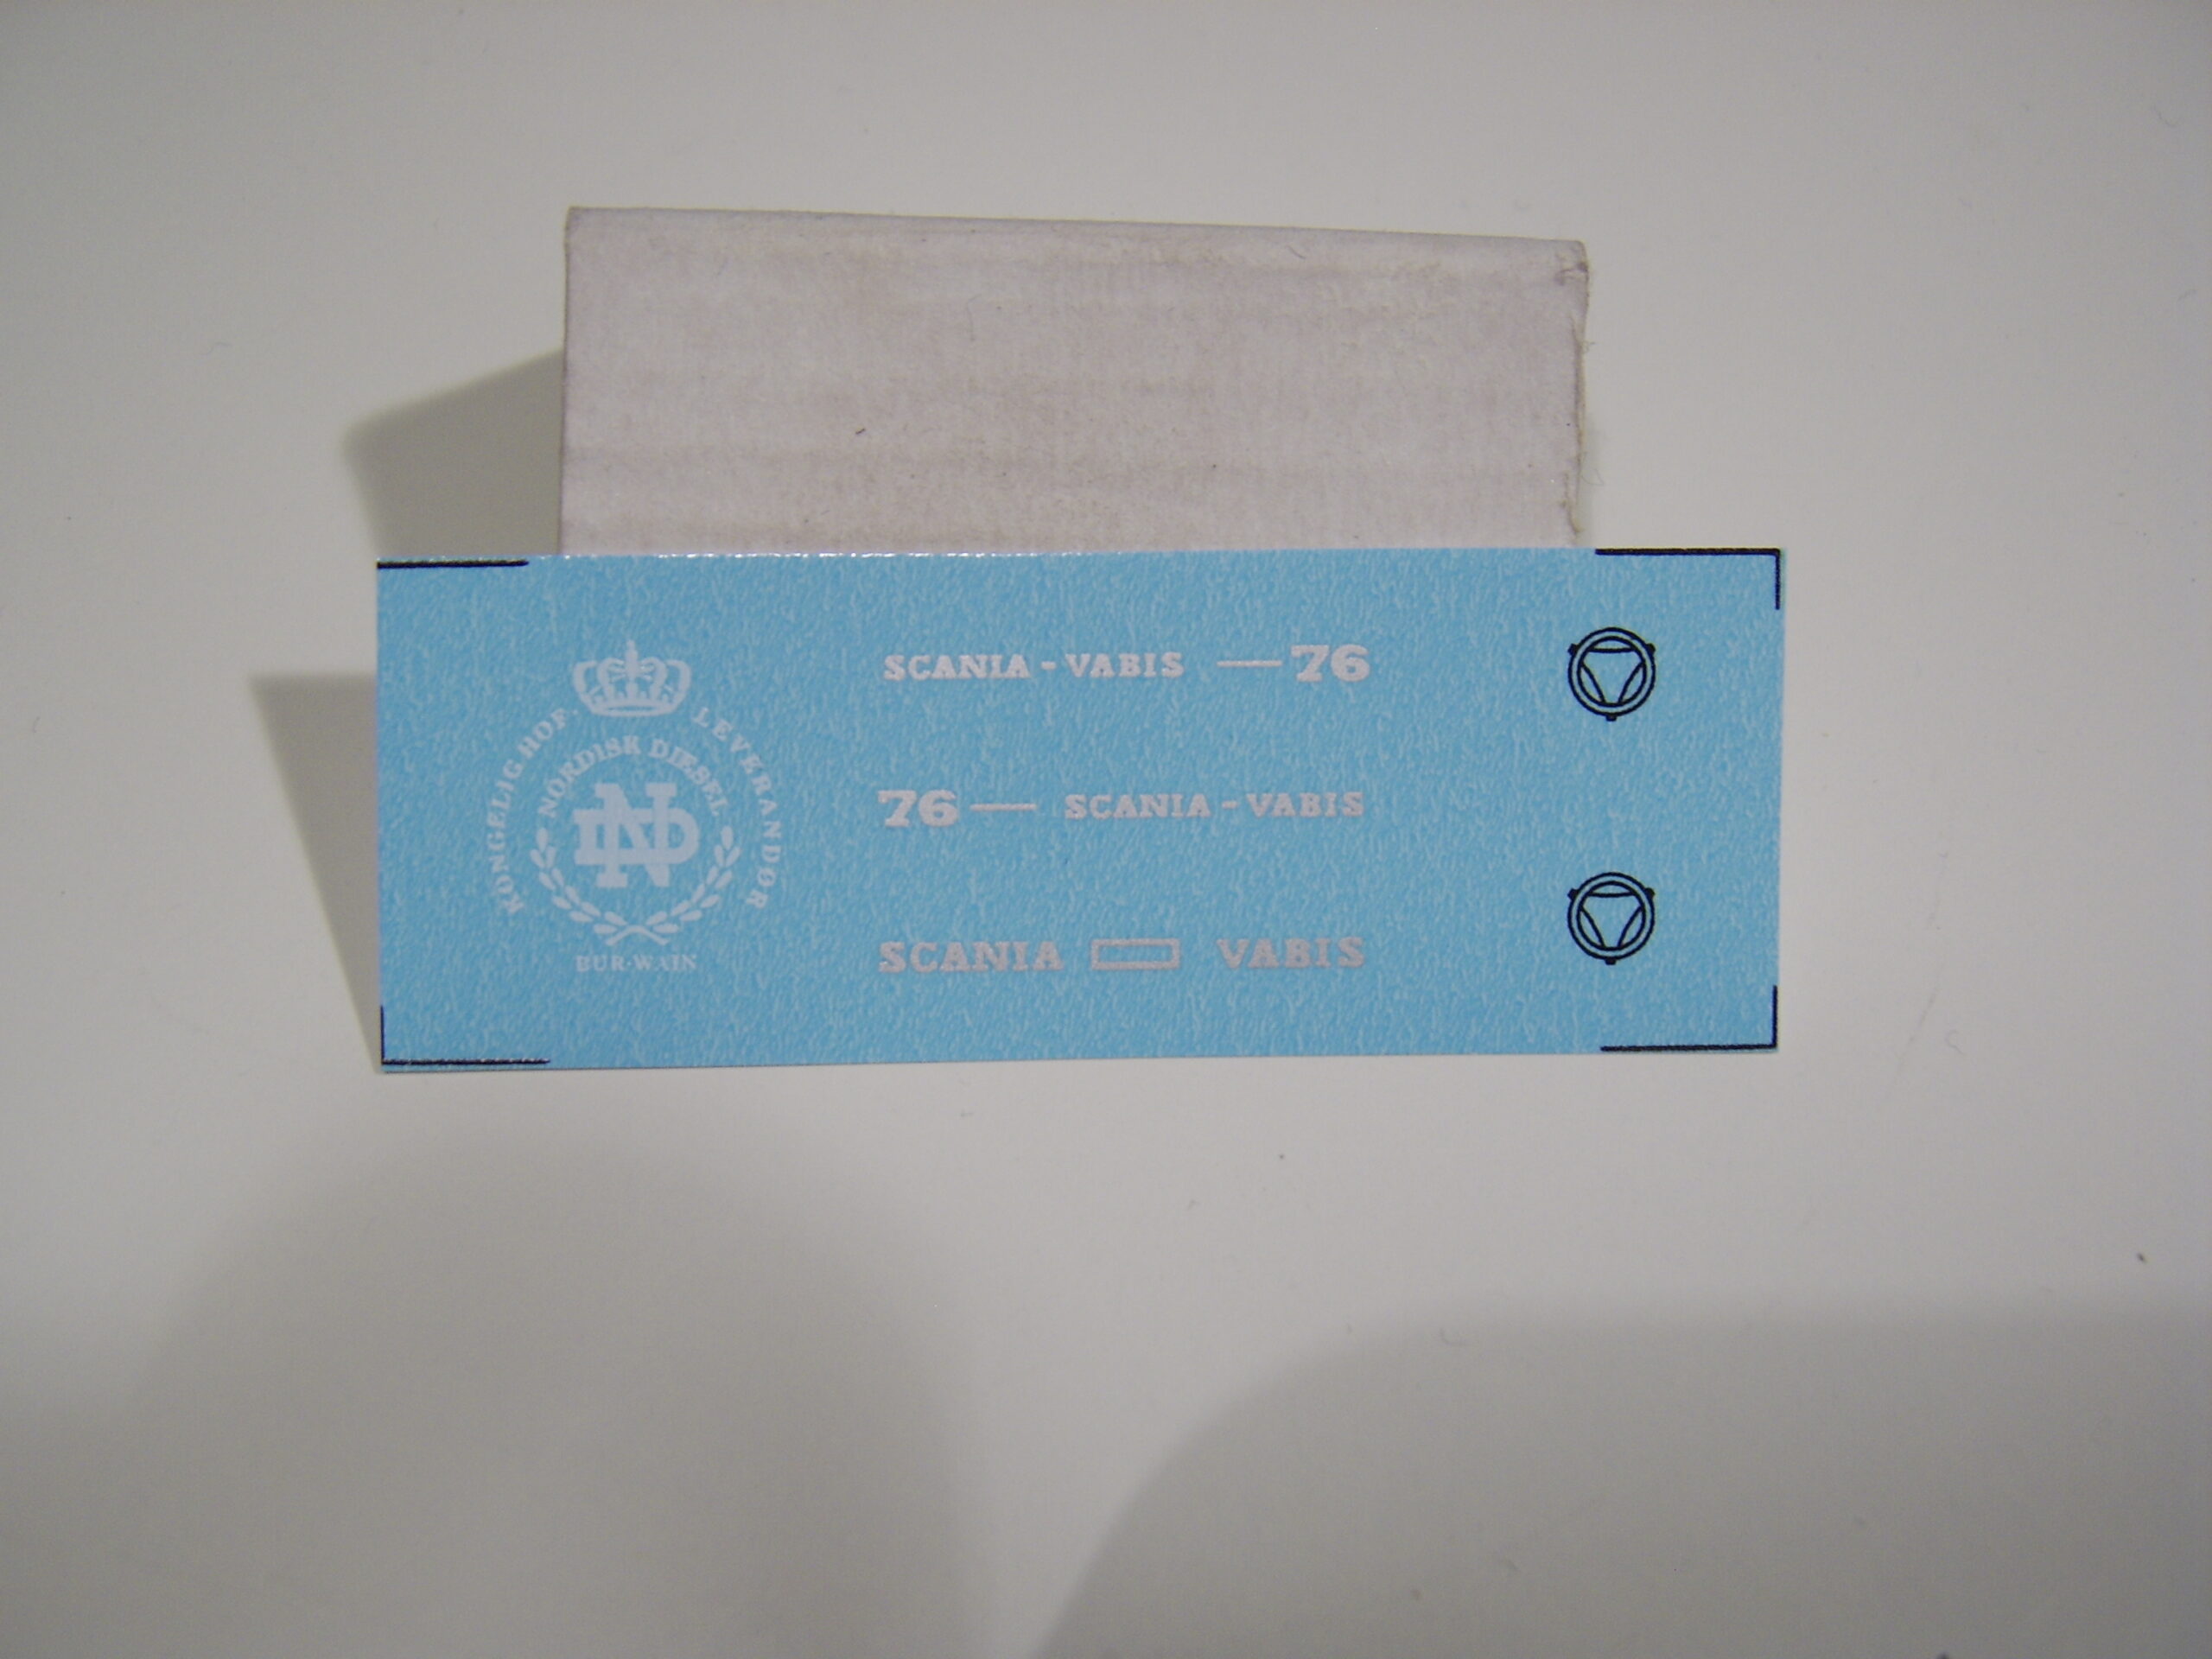 KONGELIG HOF. LEVERANDØR
NORDISK DIESEL
ND
BUR·WAIN
SCANIA - VABIS — 76
76 — SCANIA - VABIS
SCANIA VABIS